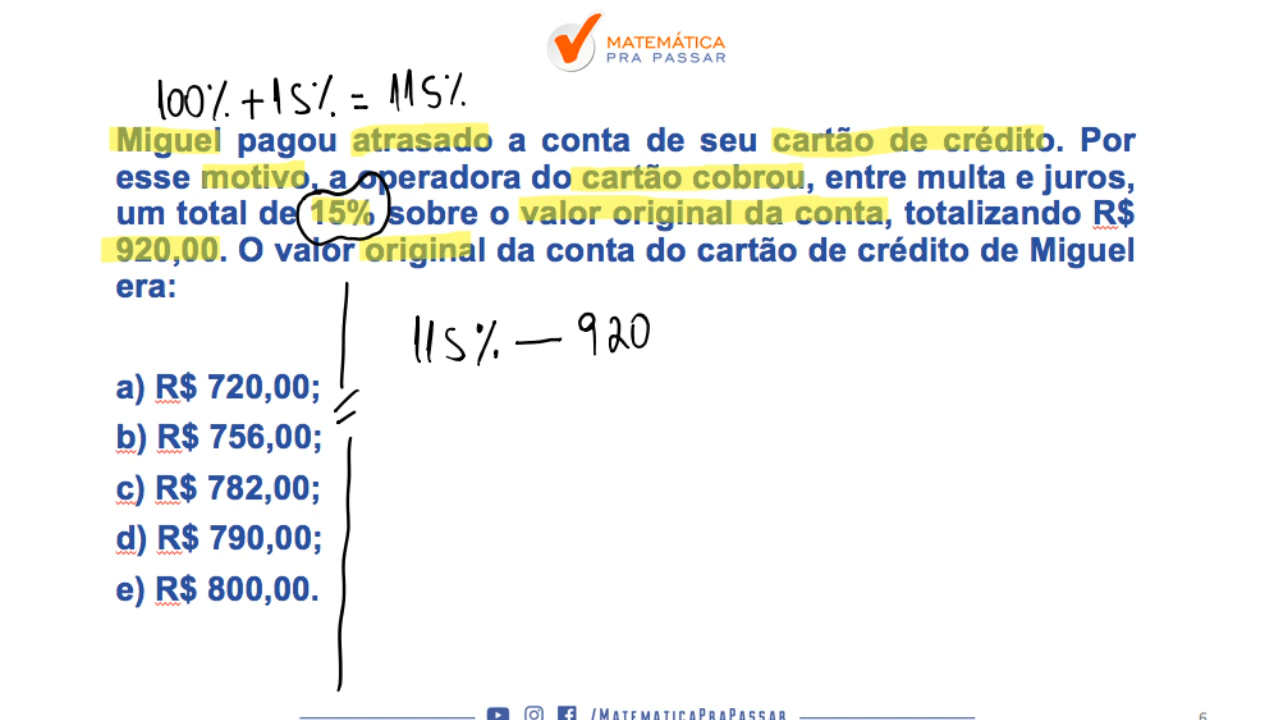 MATEMÁTICA
PRA PASSAR
100% + 15% = 115%
Miguel pagou atrasado a conta de seu cartão de crédito. Por
esse motivo, a operadora do cartão cobrou, entre multa e juros,
um total de 15% sobre o valor original da conta, totalizando R$
920,00. O valor original da conta do cartão de crédito de Miguel
era:
115% — 920
a) R$ 720,00;
b) R$ 756,00;
c) R$ 782,00;
d) R$ 790,00;
e) R$ 800,00.
/MATEMATICAPRAPASSAR
6